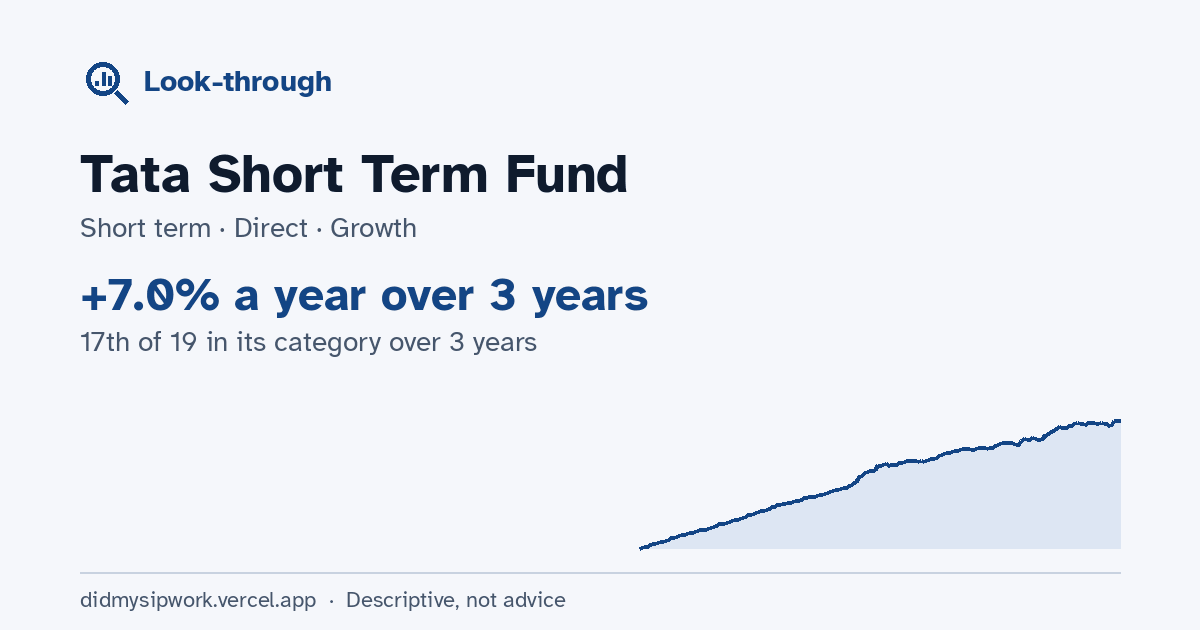 Look-through
Tata Short Term Fund
Short term · Direct · Growth
+7.0% a year over 3 years
17th of 19 in its category over 3 years
didmysipwork.vercel.app · Descriptive, not advice